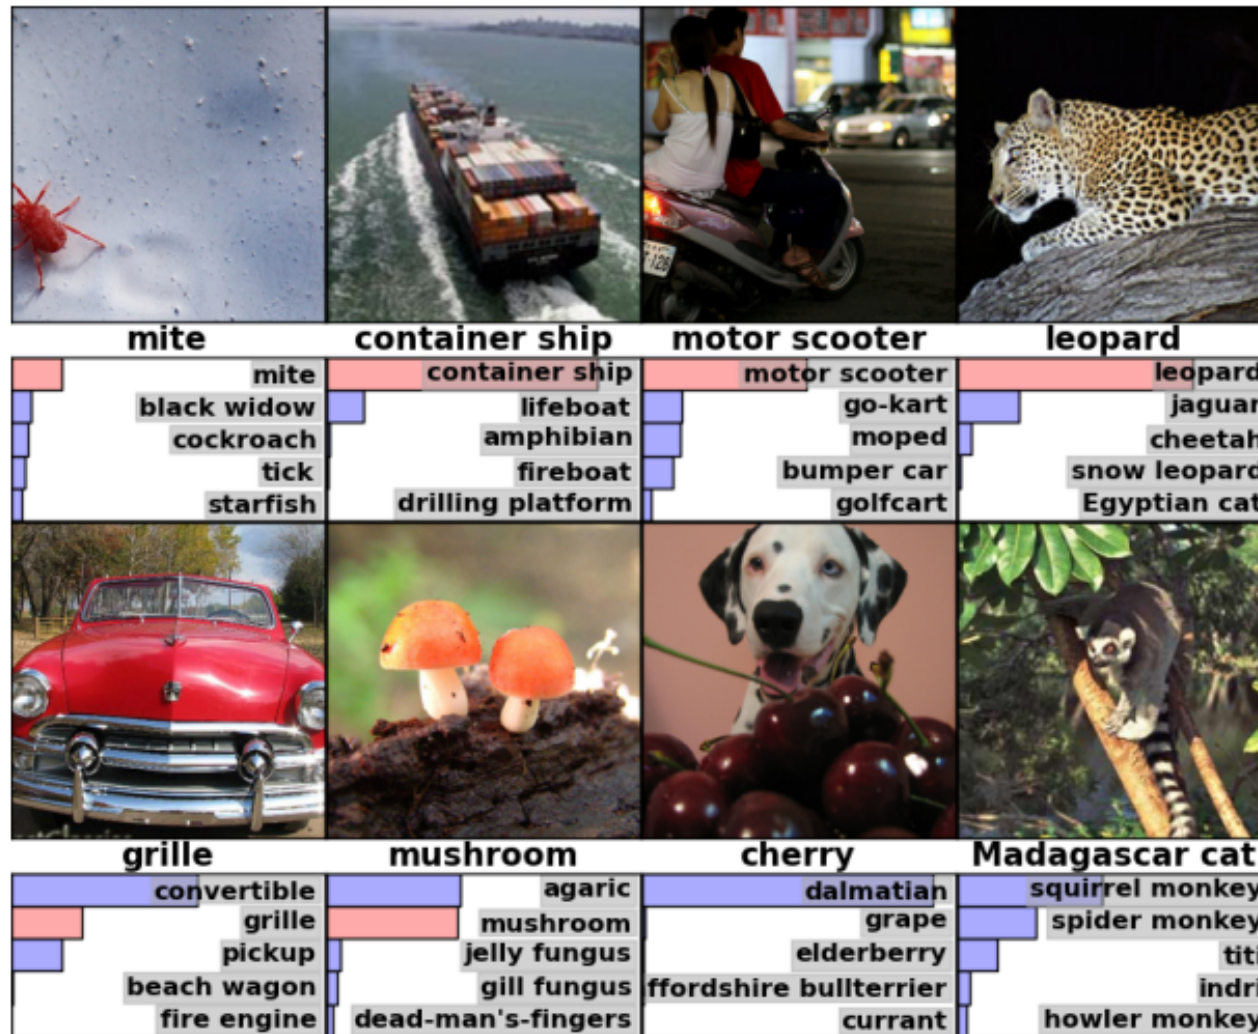 mite
container ship
motor scooter
leopard
mite
black widow
cockroach
tick
starfish
container ship
lifeboat
amphibian
fireboat
drilling platform
motor scooter
go-kart
moped
bumper car
golfcart
leopard
jaguar
cheetah
snow leopard
Egyptian cat
grille
mushroom
cherry
Madagascar cat
convertible
grille
pickup
beach wagon
fire engine
agaric
mushroom
jelly fungus
gill fungus
dead-man's-fingers
dalmatian
grape
elderberry
ffordshire bullterrier
currant
squirrel monkey
spider monkey
titi
indri
howler monkey